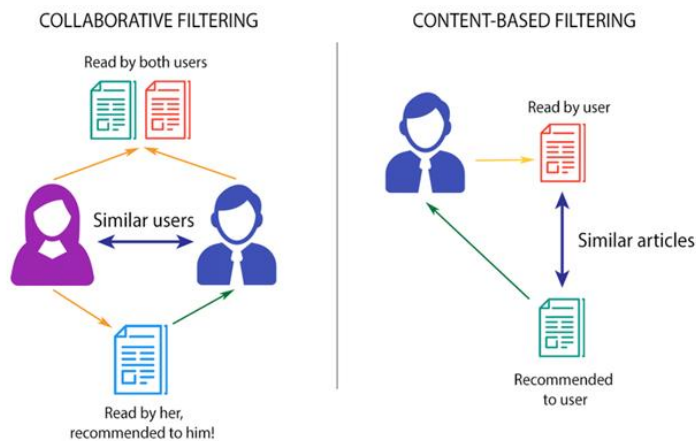 COLLABORATIVE FILTERING
Read by both users
Similar users
Read by her,
recommended to him!
CONTENT-BASED FILTERING
Read by user
Similar articles
Recommended
to user